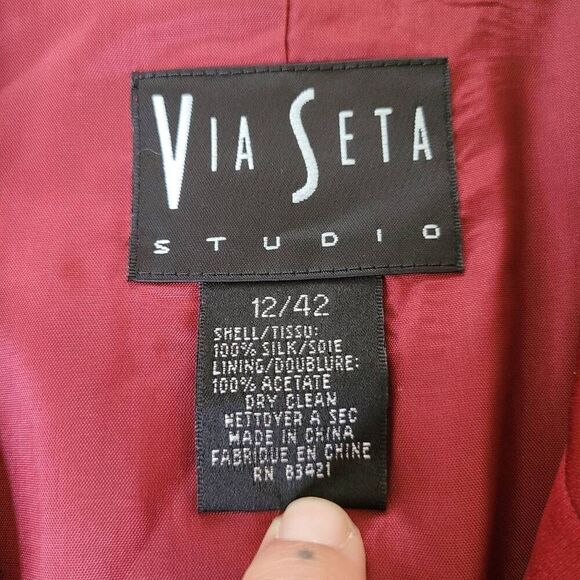 VIA SETA
STUDIO
12/42
SHELL/TISSU:
100% SILK/SOIE
LINING/DOUBLURE:
100% ACETATE
DRY CLEAN
NETTOYER A SEC
MADE IN CHINA
FABRIQUE EN CHINE
RN 83421